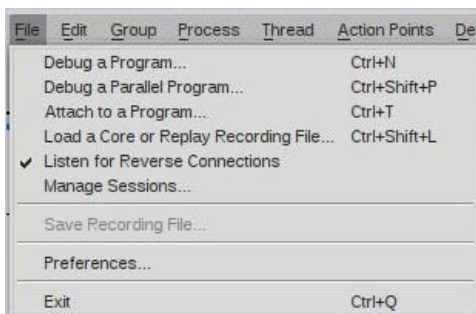 File Edit Group Process Thread Action Points De
Debug a Program... Ctrl+N
Debug a Parallel Program... Ctrl+Shift+P
Attach to a Program... Ctrl+T
Load a Core or Replay Recording File... Ctrl+Shift+L
✓ Listen for Reverse Connections
Manage Sessions...
Save Recording File...
Preferences...
Exit Ctrl+Q